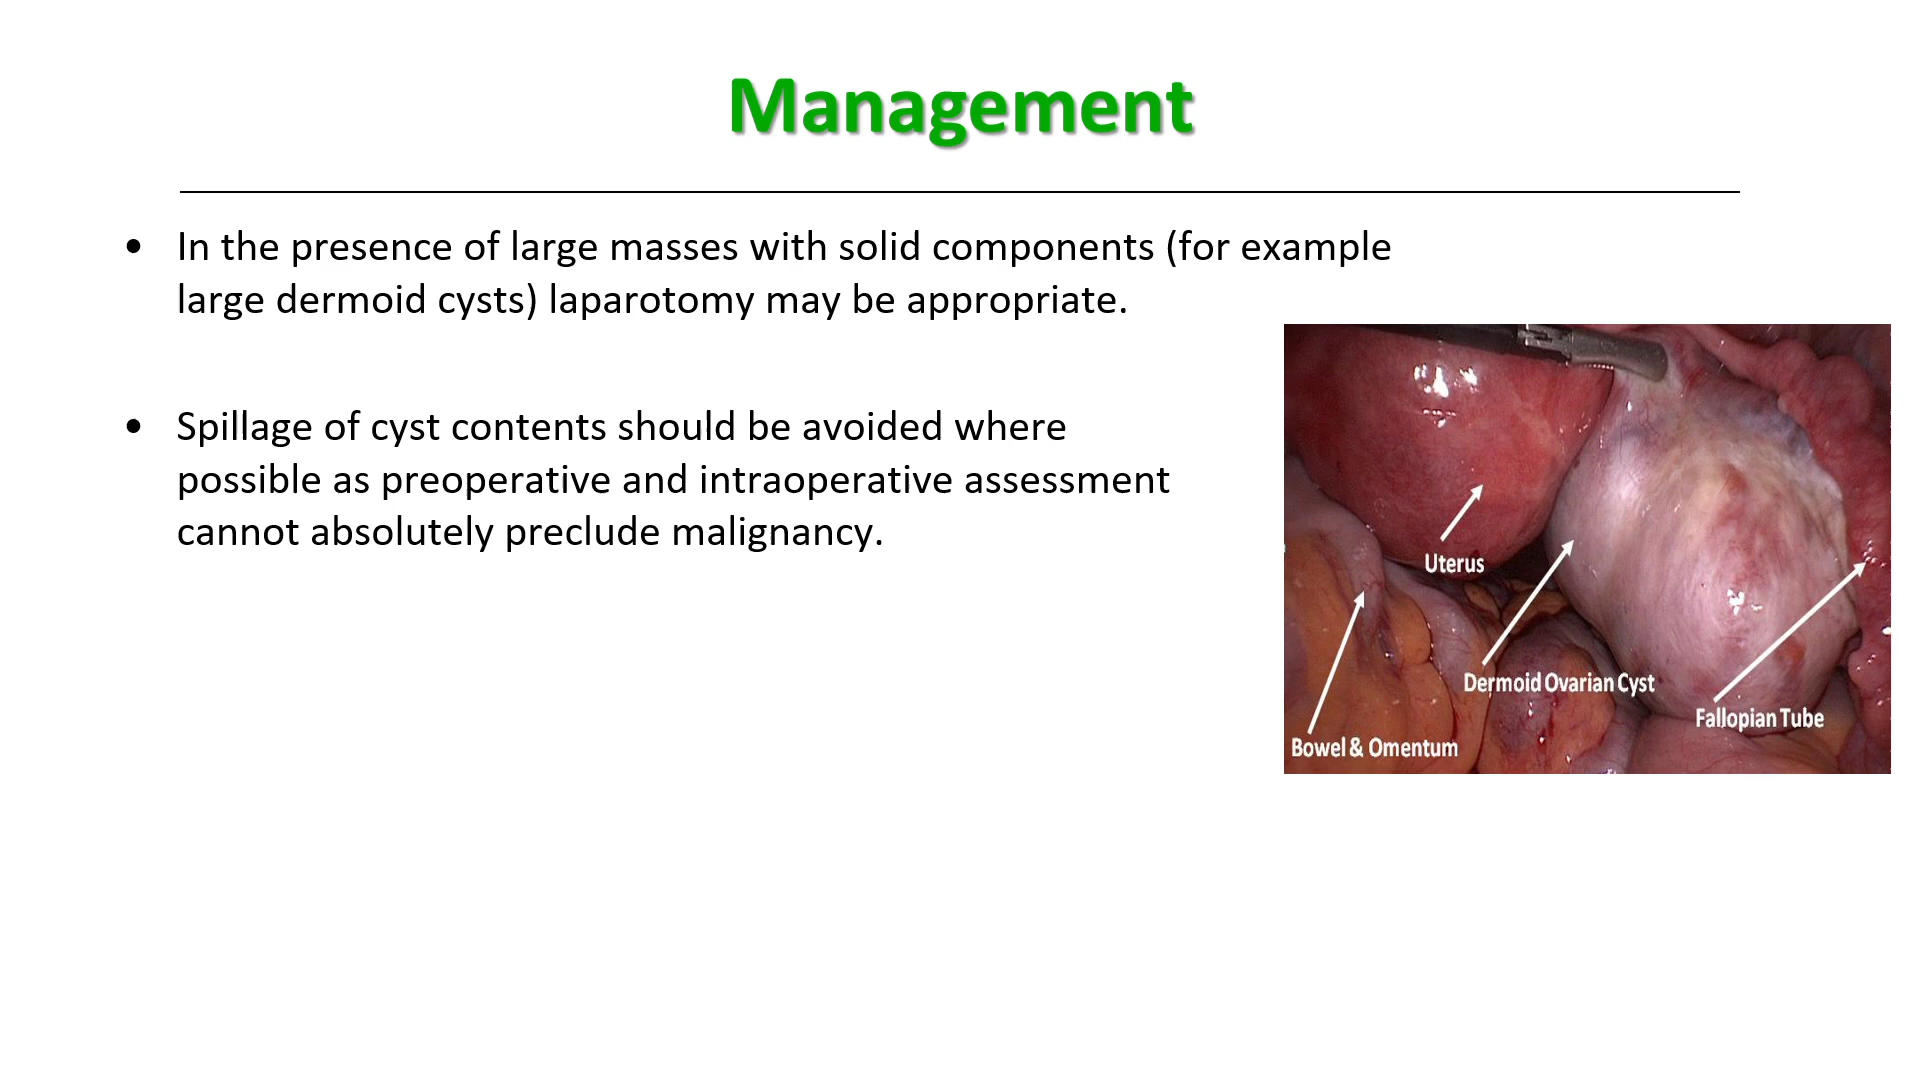 Management
• In the presence of large masses with solid components (for example
large dermoid cysts) laparotomy may be appropriate.
• Spillage of cyst contents should be avoided where
possible as preoperative and intraoperative assessment
cannot absolutely preclude malignancy.
Uterus
Dermoid Ovarian Cyst
Fallopian Tube
Bowel & Omentum